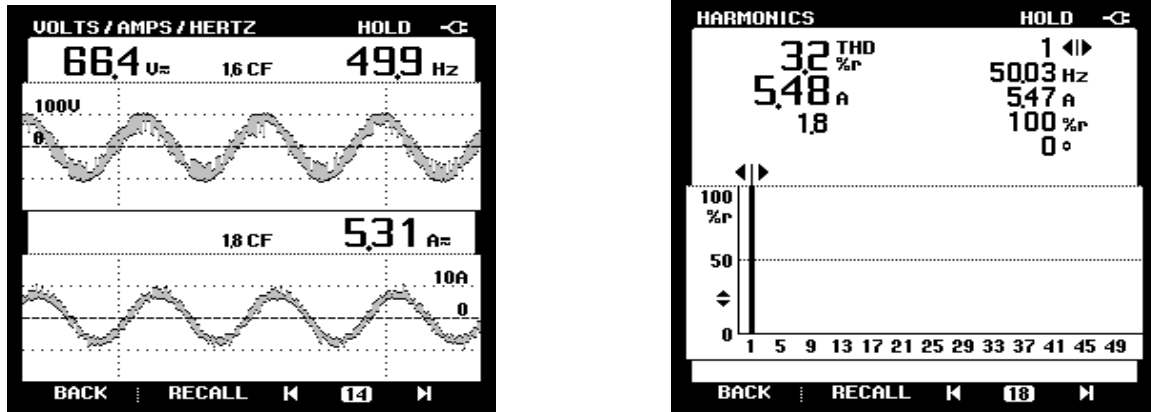 VOLTS / AMPS / HERTZ HOLD
66,4 V≂ 1,6 CF 49,9 Hz
100V
0
1,8 CF 5,31 A≂
10A
0
BACK RECALL 14
HARMONICS HOLD
3,2 THD %r 1
5,48 A 50,03 Hz
1,8 5,47 A
100 %r
0 °
100
%r
50
0
1 5 9 13 17 21 25 29 33 37 41 45 49
BACK RECALL 18